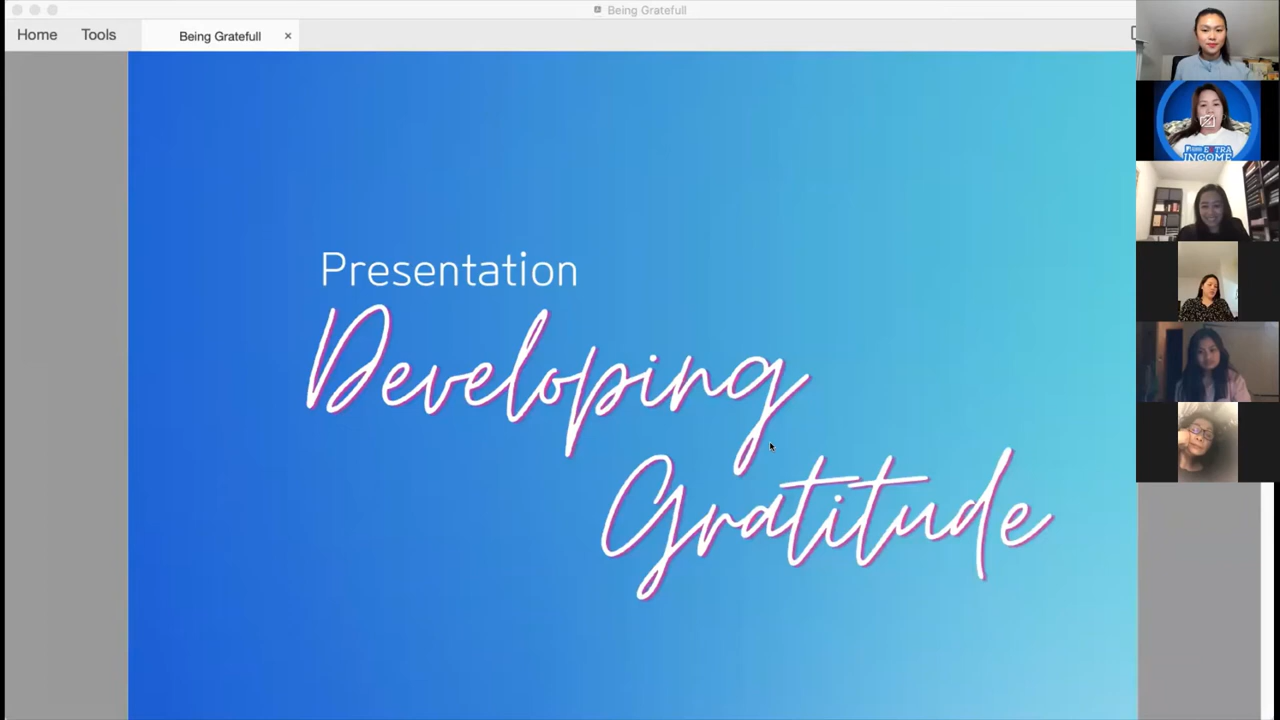 Being Gratefull
Home Tools Being Gratefull ×
Presentation
Developing
Gratitude
EXTRA
INCOME